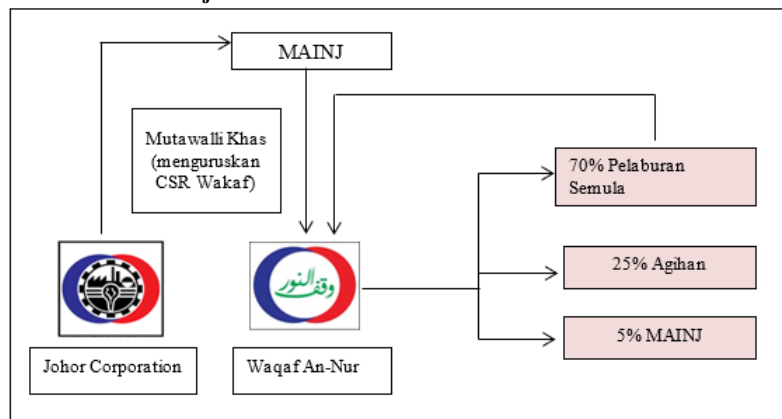 MAINJ
Mutawalli Khas
(menguruskan
CSR Wakaf)
70% Pelaburan
Semula
وقف النور
25% Agihan
5% MAINJ
Johor Corporation
Waqaf An-Nur